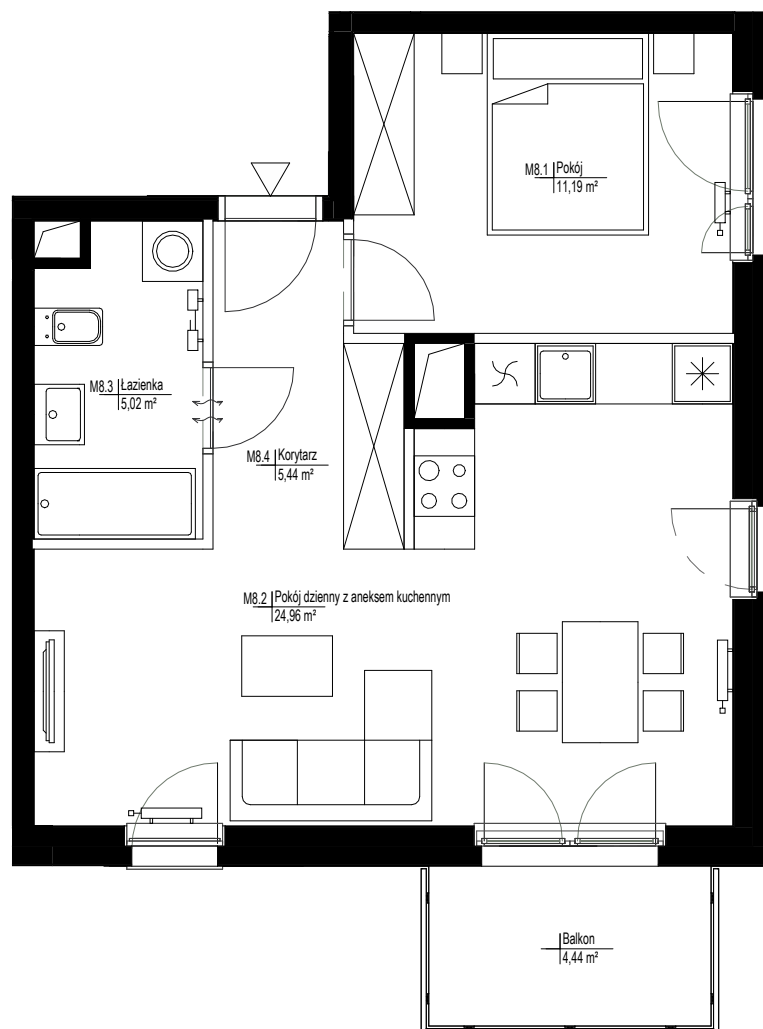 M8.1 Pokój
11,19 m²
M8.3 Łazienka
5,02 m²
M8.4 Korytarz
5,44 m²
M8.2 Pokój dzienny z aneksem kuchennym
24,96 m²
Balkon
4,44 m²